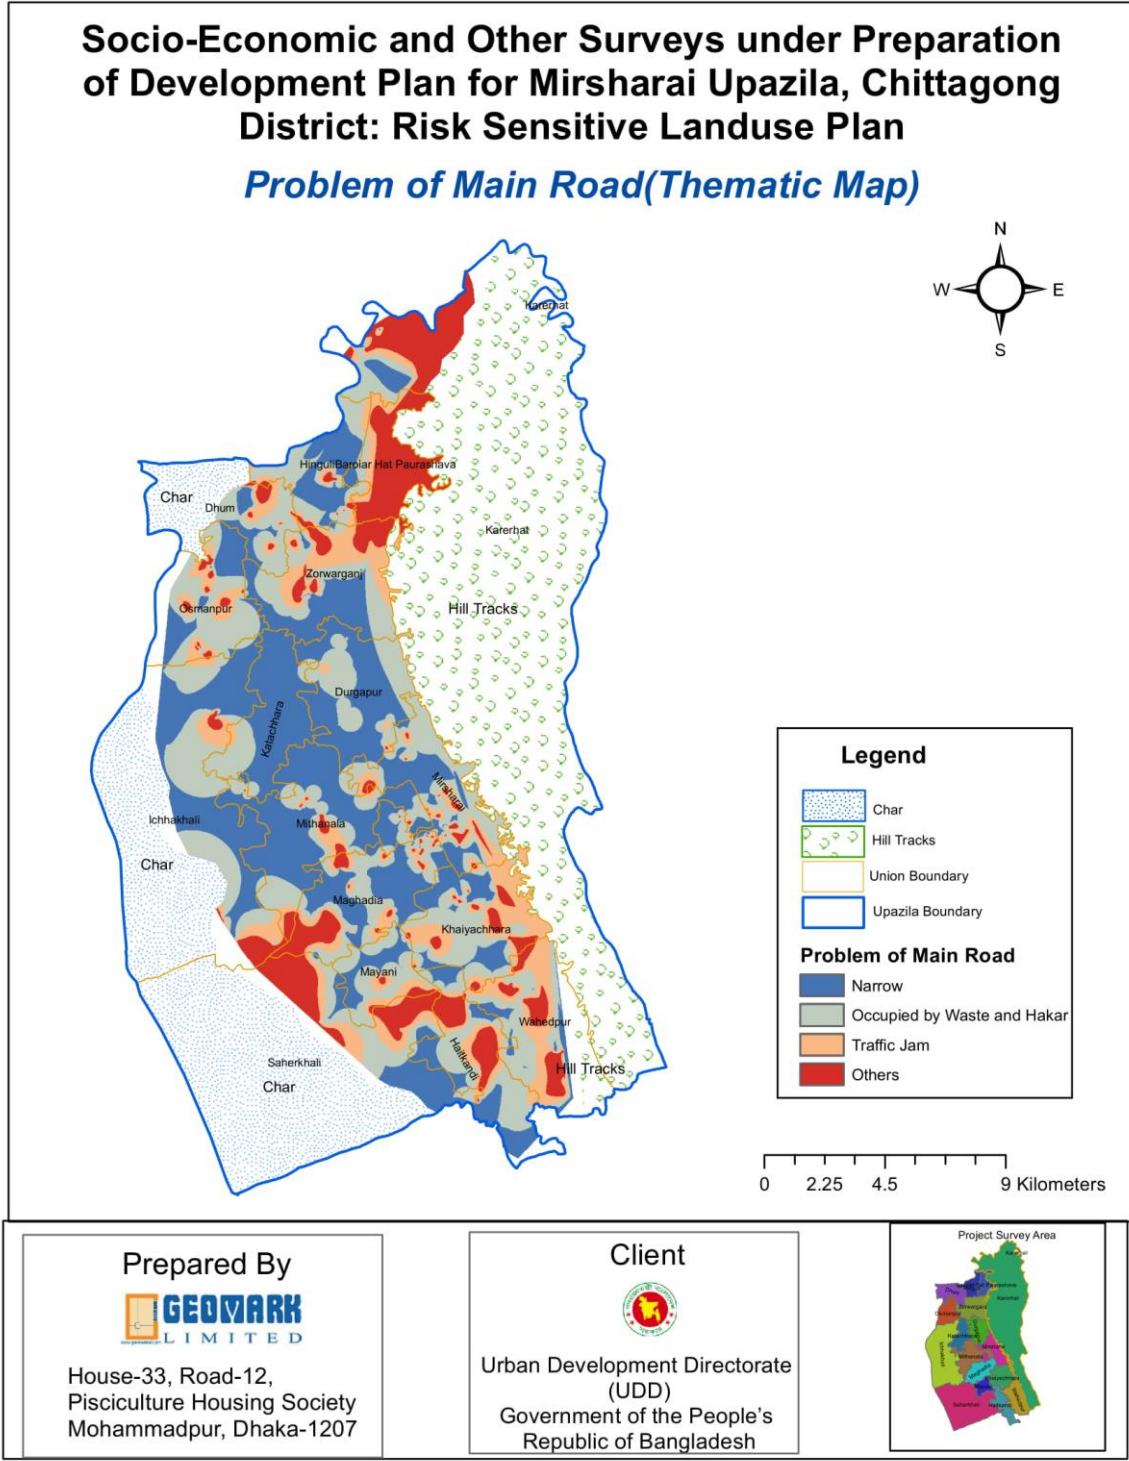 Socio-Economic and Other Surveys under Preparation
of Development Plan for Mirsharai Upazila, Chittagong
District: Risk Sensitive Landuse Plan
Problem of Main Road(Thematic Map)
N
W
E
S
Karerhat
Hinguli
Baroiar Hat Paurashava
Char
Dhum
Karerhat
Zorwarganj
Osmanpur
Hill Tracks
Durgapur
Katachhara
Mirsharai
Ichhakhali
Mithanala
Char
Maghadia
Khaiyachhara
Mayani
Wahedpur
Haitkandi
Saherkhali
Hill Tracks
Char
Legend
Char
Hill Tracks
Union Boundary
Upazila Boundary
Problem of Main Road
Narrow
Occupied by Waste and Hakar
Traffic Jam
Others
0 2.25 4.5 9 Kilometers
Prepared By
GEOMARK
LIMITED
House-33, Road-12,
Pisciculture Housing Society
Mohammadpur, Dhaka-1207
Client
Urban Development Directorate
(UDD)
Government of the People's
Republic of Bangladesh
Project Survey Area